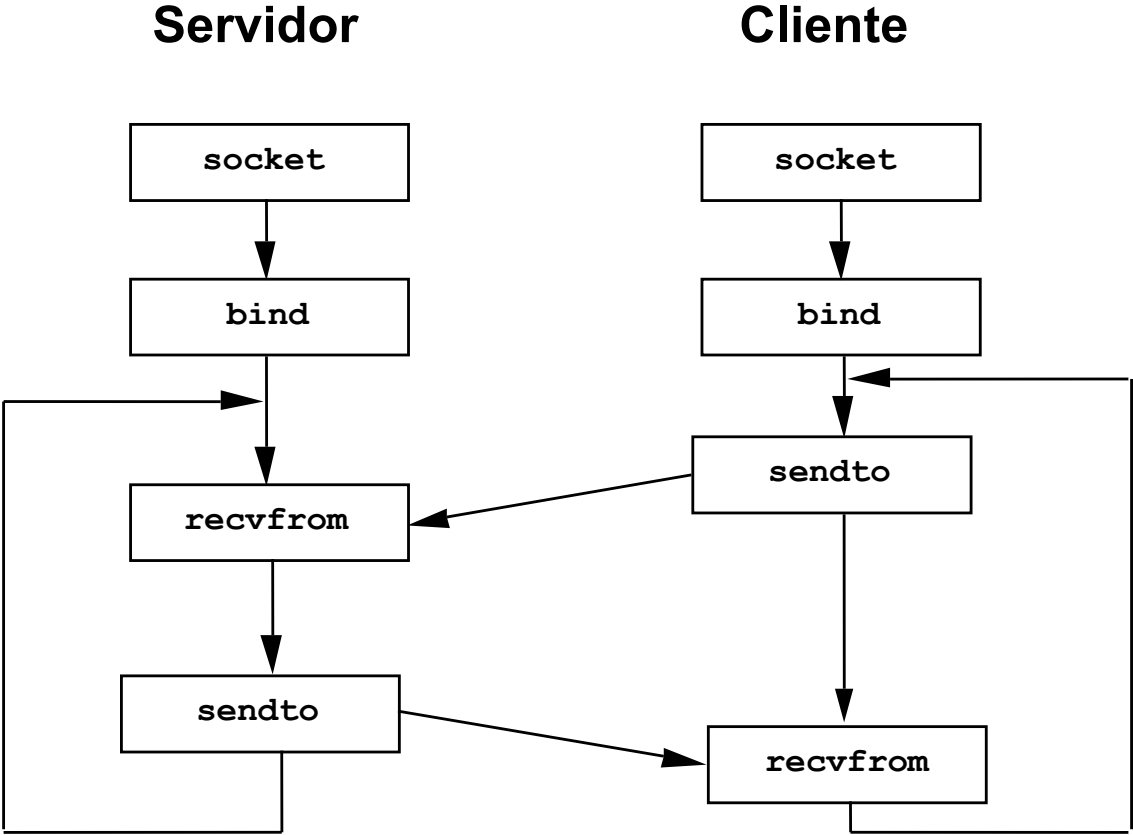 Servidor
Cliente
socket
socket
bind
bind
sendto
recvfrom
sendto
recvfrom